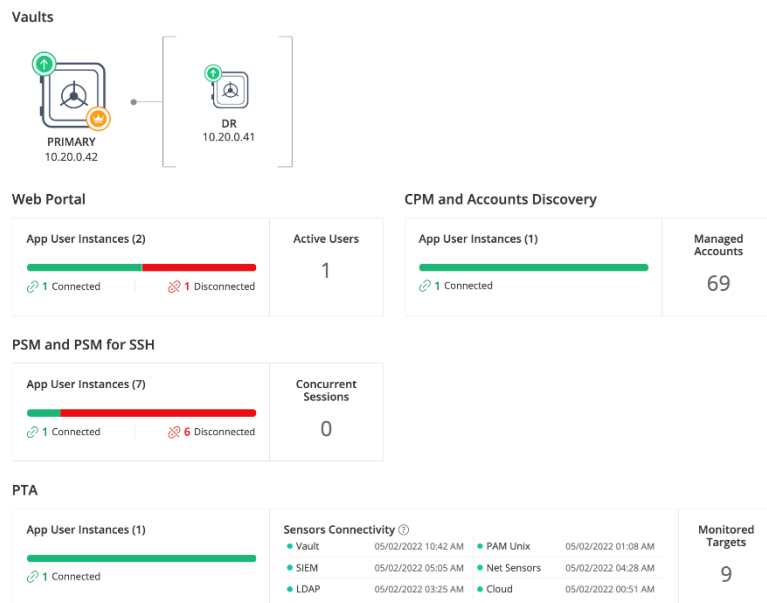 Vaults
PRIMARY
10.20.0.42
DR
10.20.0.41
Web Portal
App User Instances (2)
1 Connected
1 Disconnected
Active Users
1
CPM and Accounts Discovery
App User Instances (1)
1 Connected
Managed
Accounts
69
PSM and PSM for SSH
App User Instances (7)
1 Connected
6 Disconnected
Concurrent
Sessions
0
PTA
App User Instances (1)
1 Connected
Sensors Connectivity ?
Vault 05/02/2022 10:42 AM
PAM Unix 05/02/2022 01:08 AM
SIEM 05/02/2022 05:05 AM
Net Sensors 05/02/2022 04:28 AM
LDAP 05/02/2022 03:25 AM
Cloud 05/02/2022 00:51 AM
Monitored
Targets
9